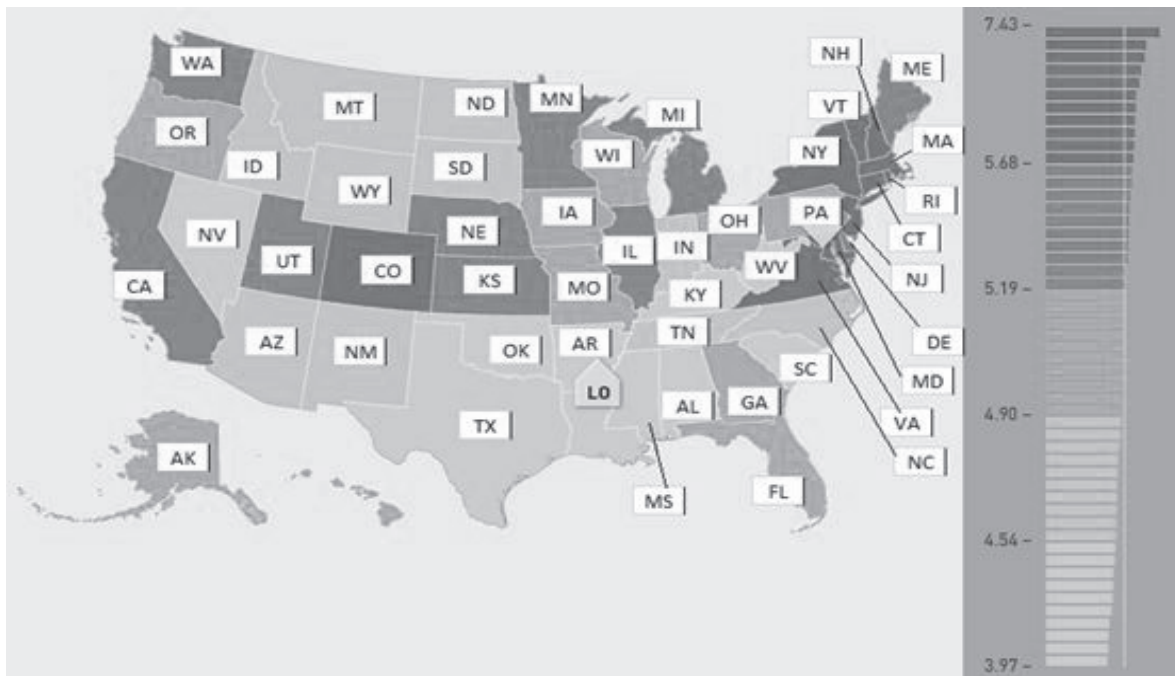 7.43 –
NH
ME
WA
VT
MT
ND
MN
MI
OR
NY
MA
WI
ID
SD
5.68 –
WY
RI
IA
PA
OH
NV
NE
CT
UT
CO
IL
IN
WV
NJ
CA
KS
MO
KY
5.19 –
TN
DE
AZ
NM
OK
AR
SC
MD
LO
AL
GA
4.90 –
TX
VA
AK
NC
FL
MS
4.54 –
3.97 –